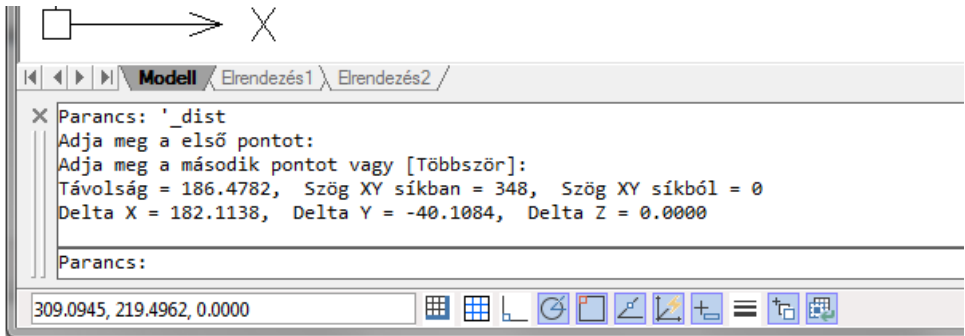 X
Modell Elrendezés1 Elrendezés2
Parancs: '_dist
Adja meg a első pontot:
Adja meg a második pontot vagy [Többször]:
Távolság = 186.4782, Szög XY síkban = 348, Szög XY síkból = 0
Delta X = 182.1138, Delta Y = -40.1084, Delta Z = 0.0000
Parancs:
309.0945, 219.4962, 0.0000